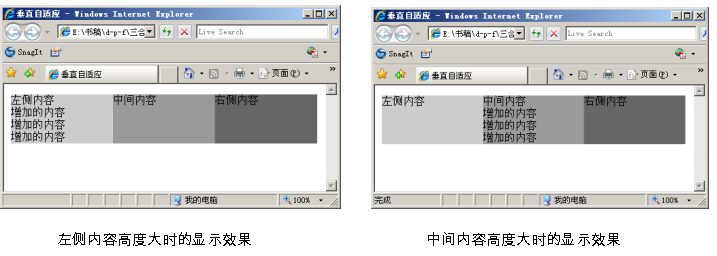 垂直自适应 - Windows Internet Explorer
E:\书稿\d-p-f\三合
Live Search
SnagIt
垂直自适应
页面(P)
左侧内容 中间内容 右侧内容
增加的内容
增加的内容
增加的内容
我的电脑 100%
左侧内容高度大时的显示效果
垂直自适应 - Windows Internet Explorer
E:\书稿\d-p-f\三合
Live Search
SnagIt
垂直自适应
页面(P)
左侧内容 中间内容 右侧内容
增加的内容
增加的内容
增加的内容
完成 我的电脑 100%
中间内容高度大时的显示效果